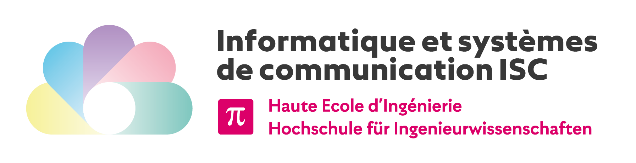 Informatique et systèmes
de communication ISC
π Haute Ecole d'Ingénierie
Hochschule für Ingenieurwissenschaften